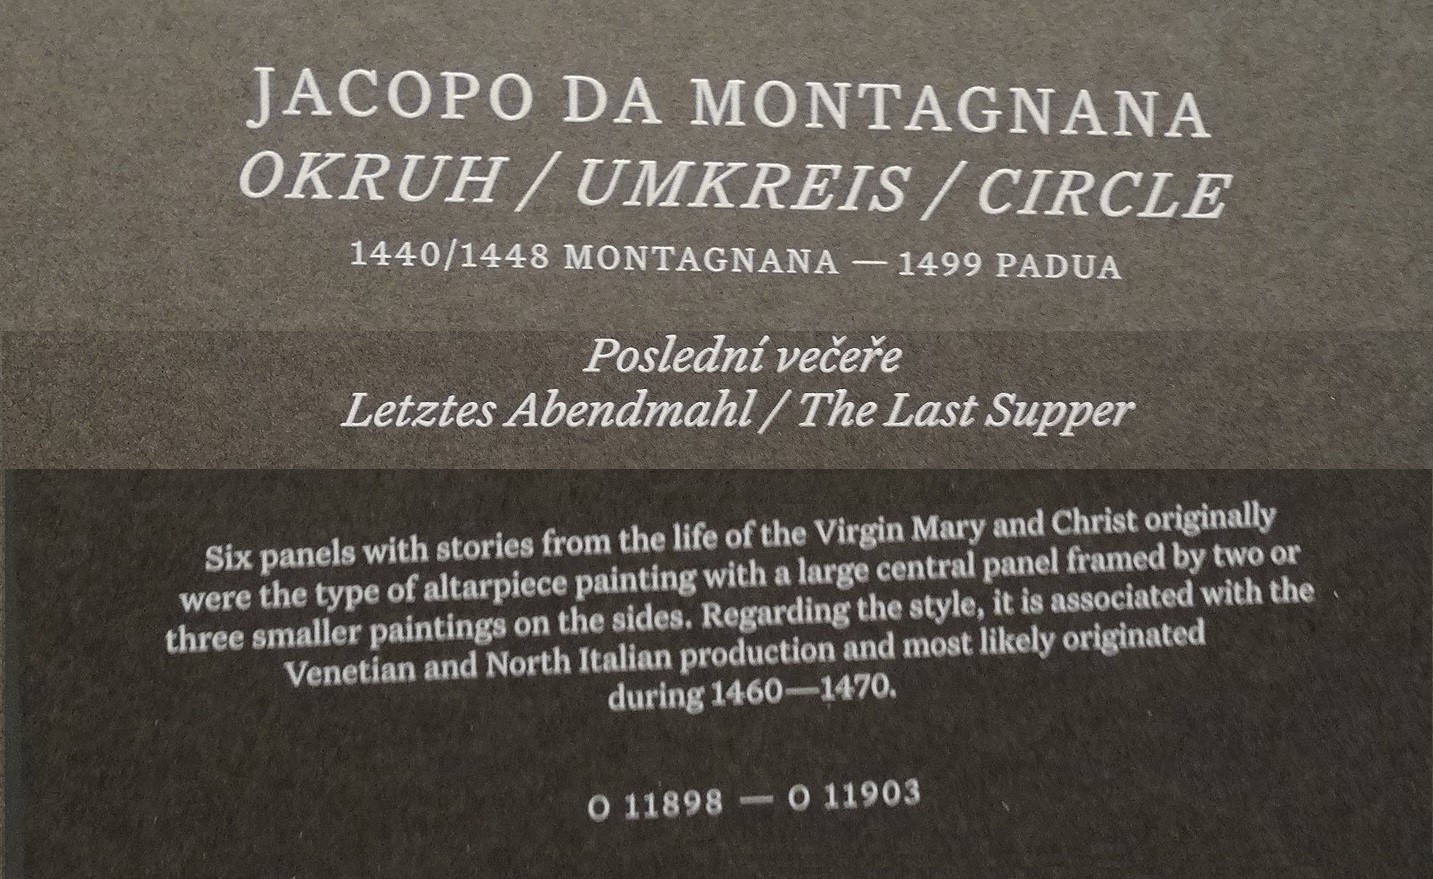 JACOPO DA MONTAGNANA
OKRUH / UMKREIS / CIRCLE
1440/1448 MONTAGNANA — 1499 PADUA
Poslední večeře
Letztes Abendmahl / The Last Supper
Six panels with stories from the life of the Virgin Mary and Christ originally
were the type of altarpiece painting with a large central panel framed by two or
three smaller paintings on the sides. Regarding the style, it is associated with the
Venetian and North Italian production and most likely originated
during 1460—1470.
O 11898 — O 11903